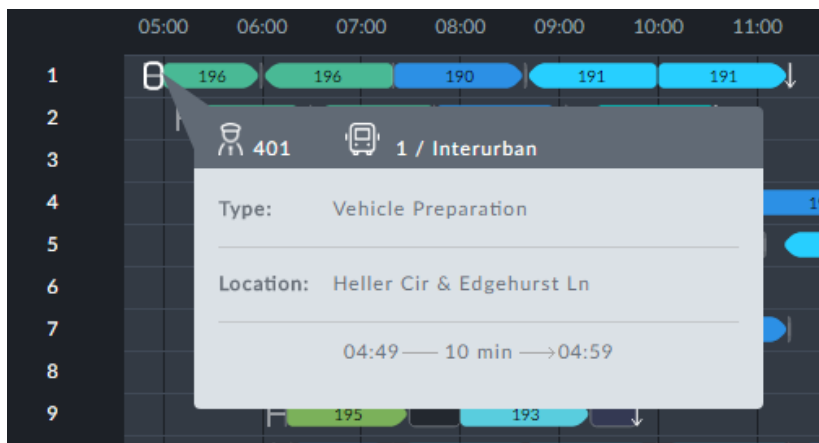 05:00 06:00 07:00 08:00 09:00 10:00 11:00
1 196 196 190 191 191
2
401 1 / Interurban
3
4
Type: Vehicle Preparation
5
6
Location: Heller Cir & Edgehurst Ln
7
04:49 10 min 04:59
8
9 195 193